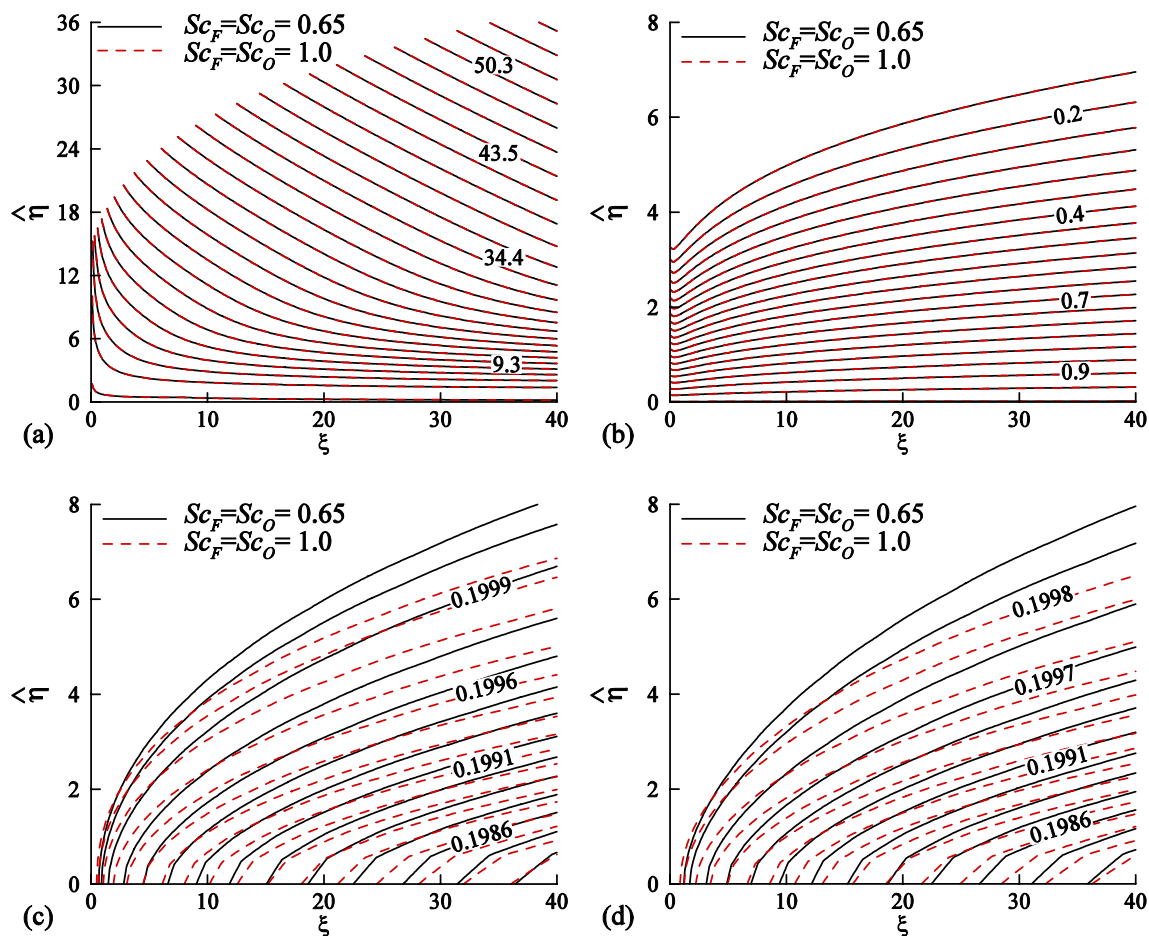 36
30
24
18
12
6
0
η̂
Sc_F=Sc_O= 0.65
Sc_F=Sc_O= 1.0
50.3
43.5
34.4
9.3
0 10 20 30 40
ξ
(a)
8
6
4
2
0
η̂
Sc_F=Sc_O= 0.65
Sc_F=Sc_O= 1.0
0.2
0.4
0.7
0.9
0 10 20 30 40
ξ
(b)
8
6
4
2
0
η̂
Sc_F=Sc_O= 0.65
Sc_F=Sc_O= 1.0
0.1999
0.1996
0.1991
0.1986
0 10 20 30 40
ξ
(c)
8
6
4
2
0
η̂
Sc_F=Sc_O= 0.65
Sc_F=Sc_O= 1.0
0.1998
0.1997
0.1991
0.1986
0 10 20 30 40
ξ
(d)